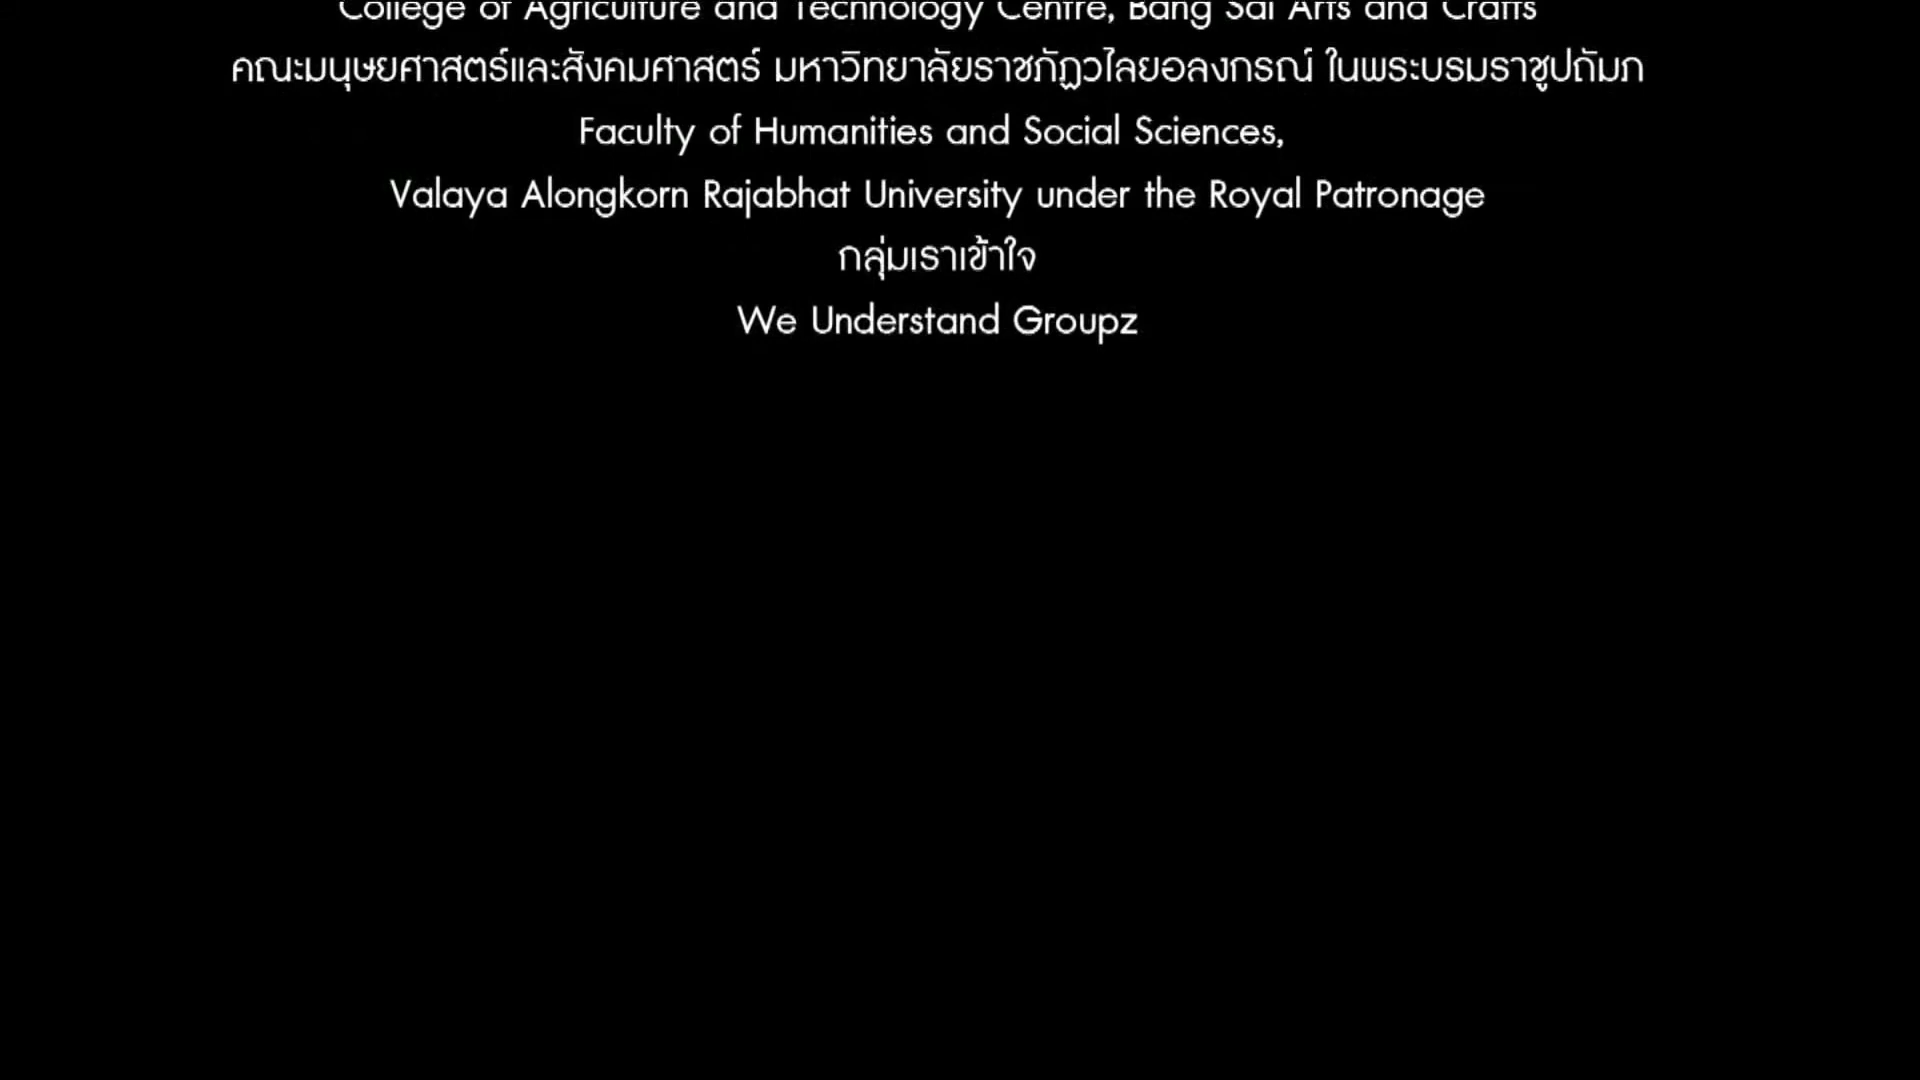 College of Agriculture and Technology Centre, Bang Sai Arts and Crafts
คณะมนุษยศาสตร์และสังคมศาสตร์ มหาวิทยาลัยราชภัฏวไลยอลงกรณ์ ในพระบรมราชูปถัมภ
Faculty of Humanities and Social Sciences,
Valaya Alongkorn Rajabhat University under the Royal Patronage
กลุ่มเราเข้าใจ
We Understand Groupz